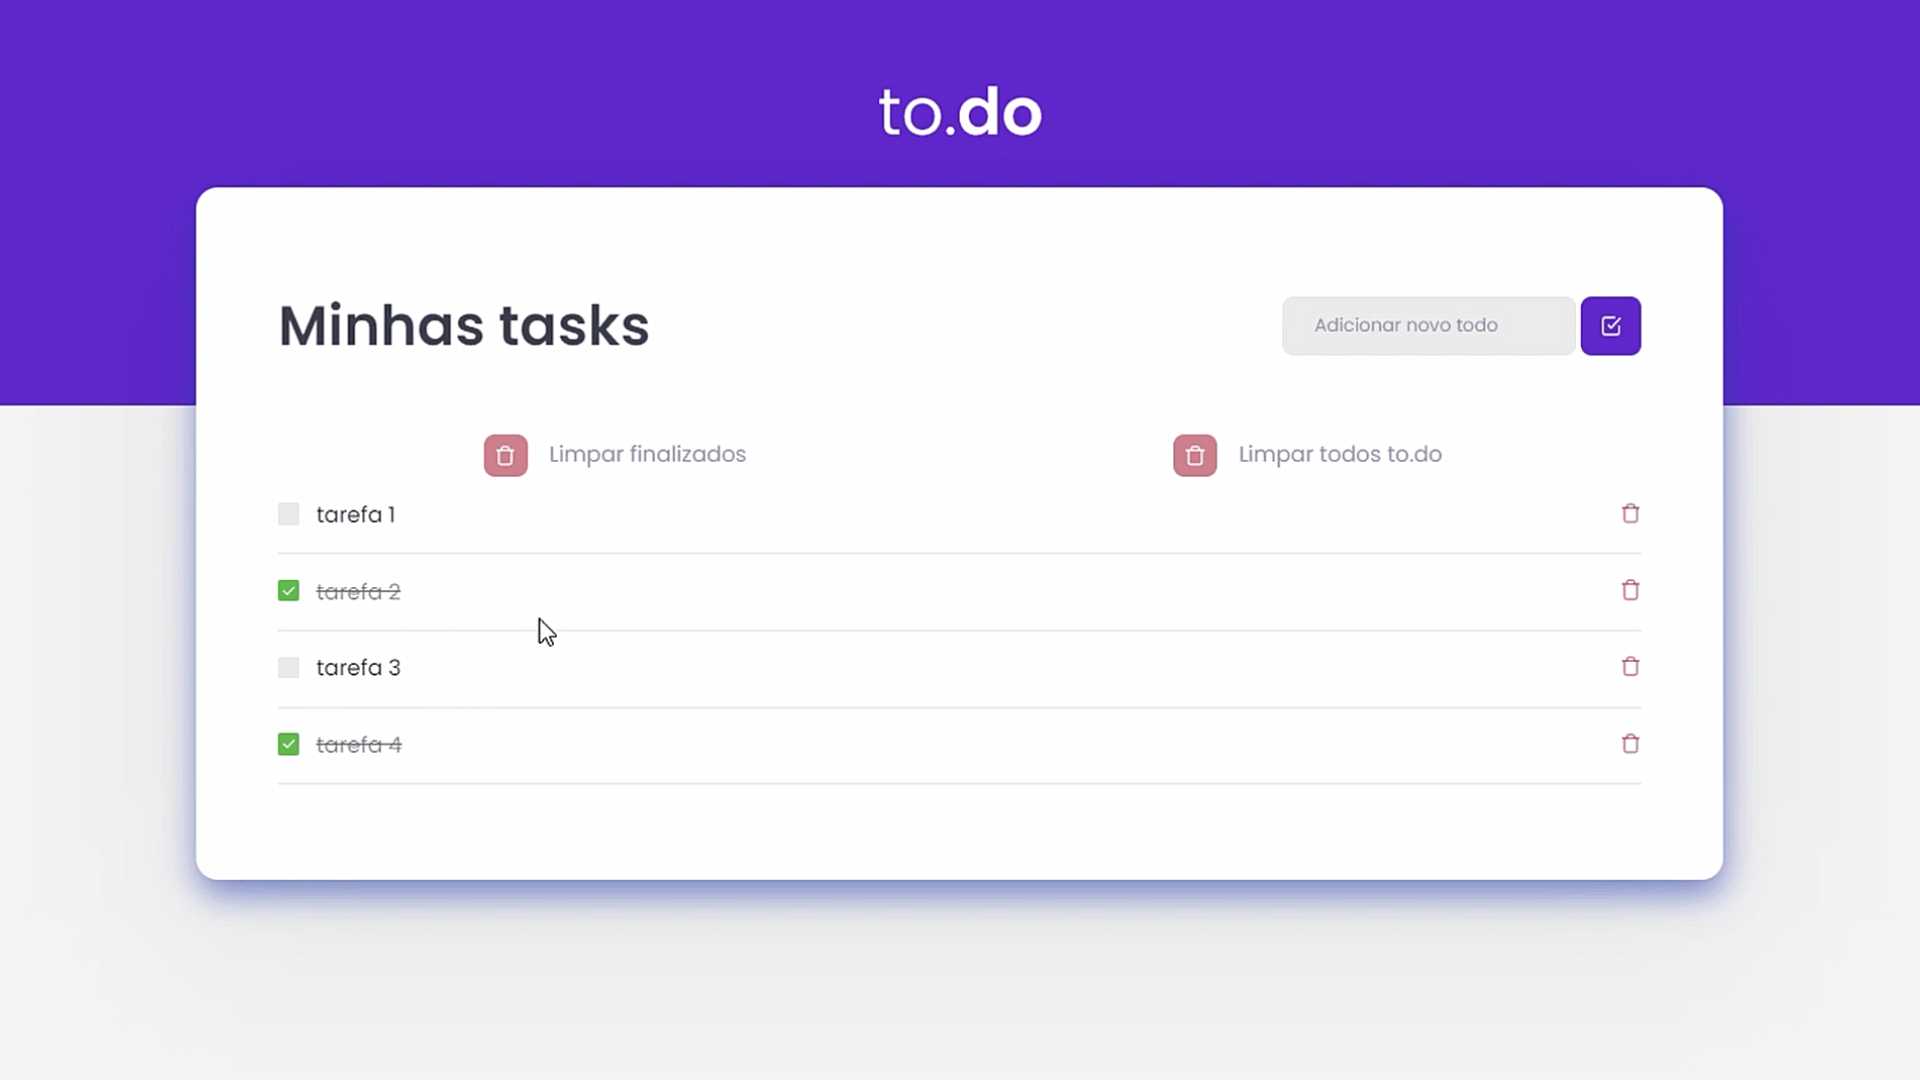 to.do
Minhas tasks
Adicionar novo todo
Limpar finalizados
Limpar todos to.do
tarefa 1
tarefa 2
tarefa 3
tarefa 4